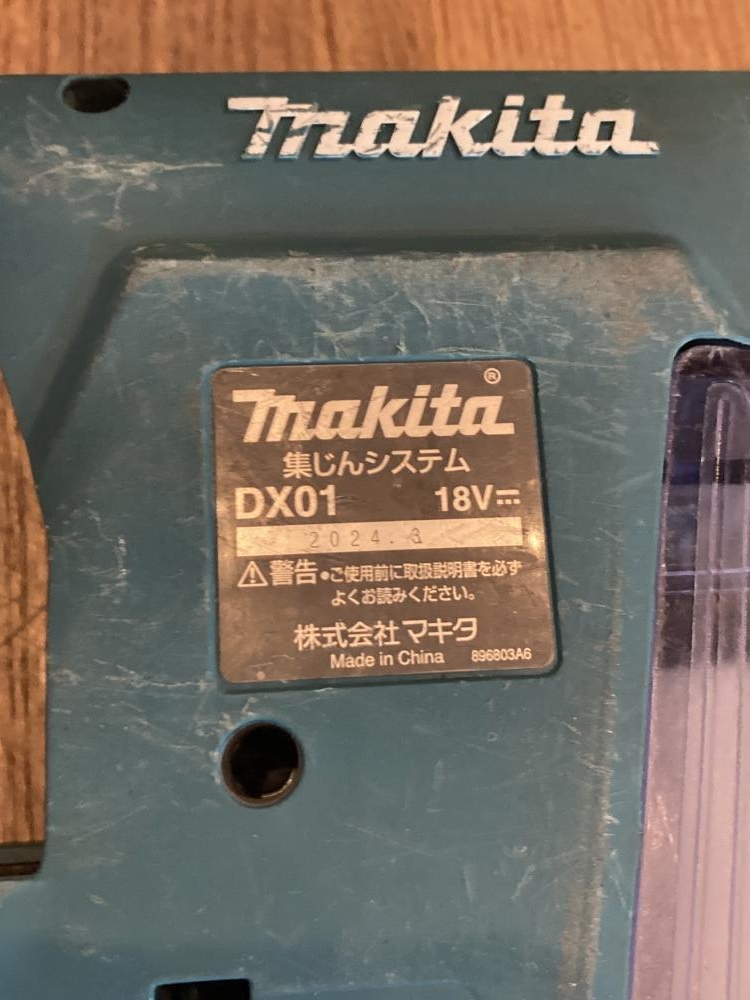 makita
makita®
集じんシステム
DX01 18V⎓
2024.3
⚠警告 •ご使用前に取扱説明書を必ず
よくお読みください。
株式会社マキタ
Made in China 896803A6